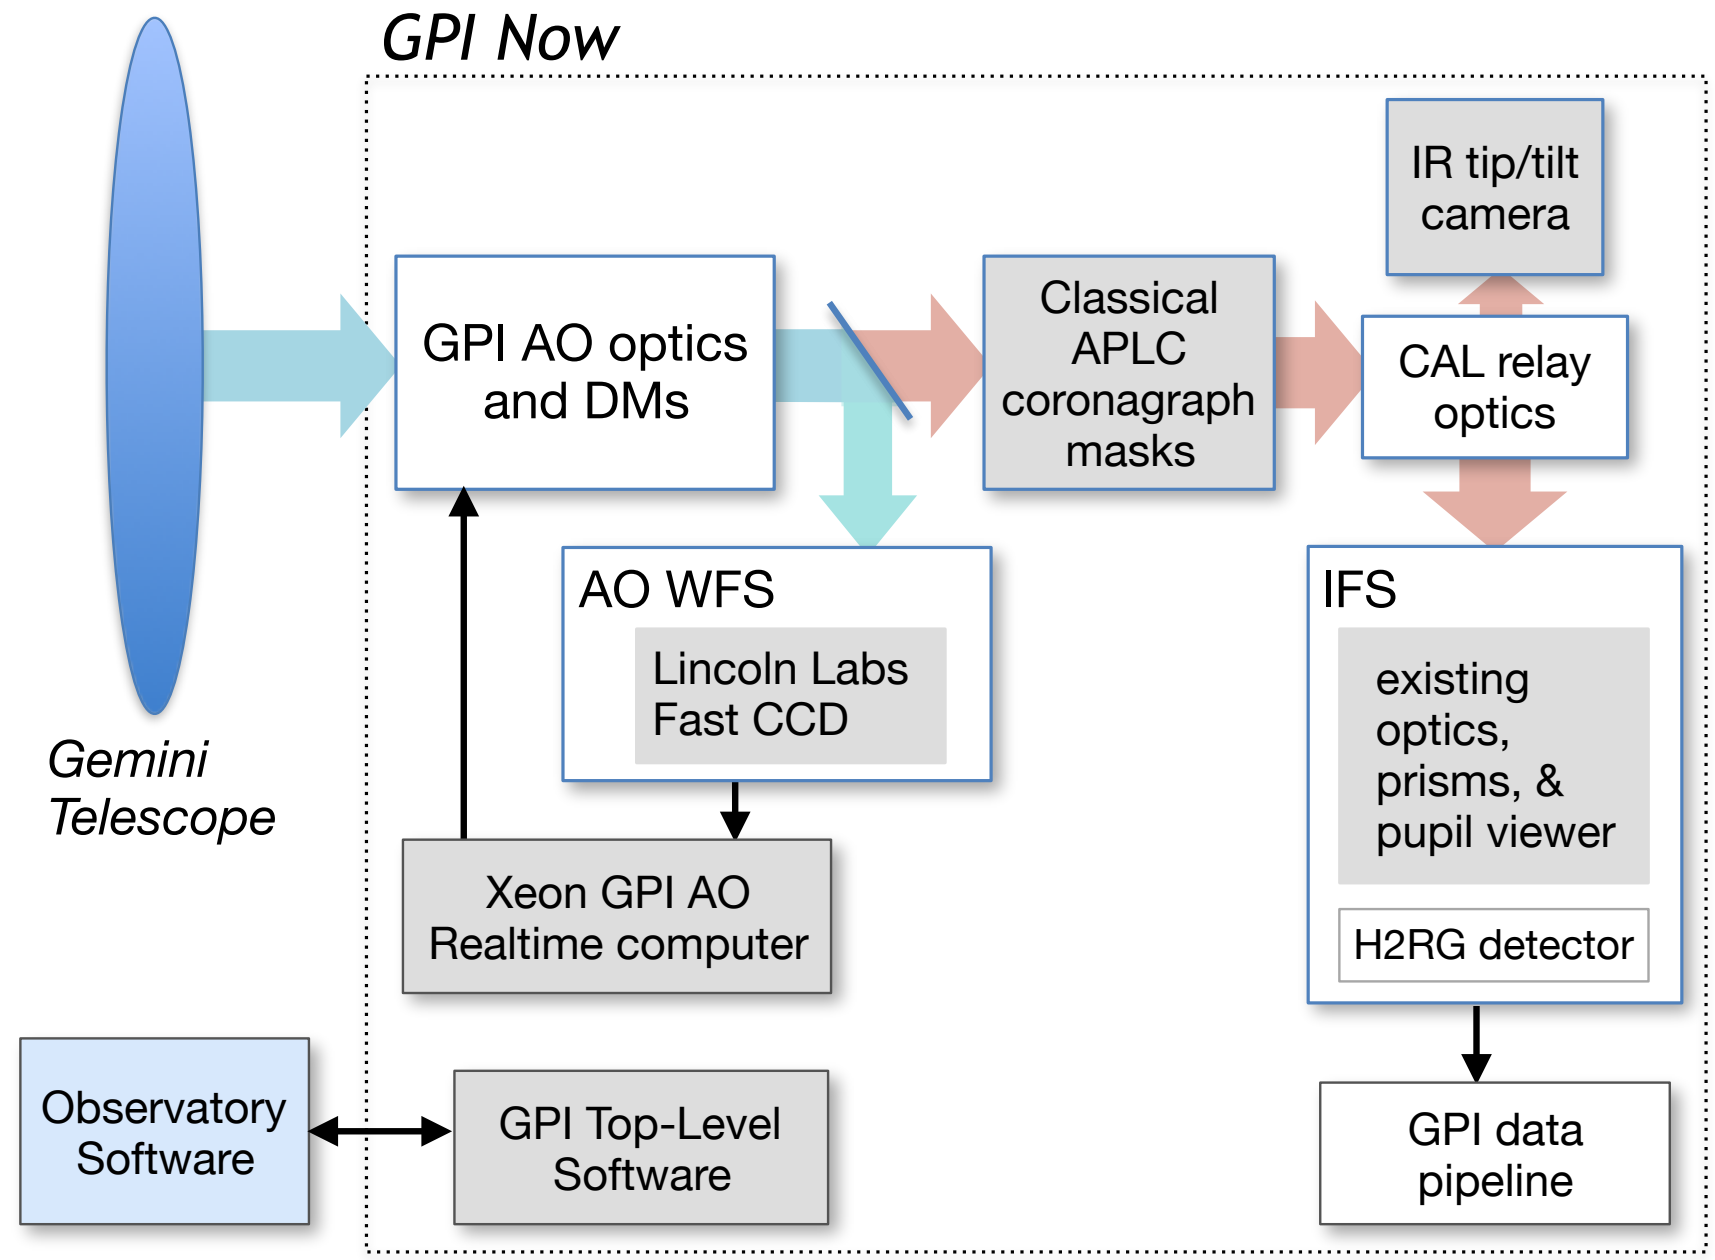 GPI Now
IR tip/tilt
camera
GPI AO optics
and DMs
Classical
APLC
coronagraph
masks
CAL relay
optics
AO WFS
Lincoln Labs
Fast CCD
IFS
existing
optics,
prisms, &
pupil viewer
H2RG detector
Gemini
Telescope
Xeon GPI AO
Realtime computer
Observatory
Software
GPI Top-Level
Software
GPI data
pipeline